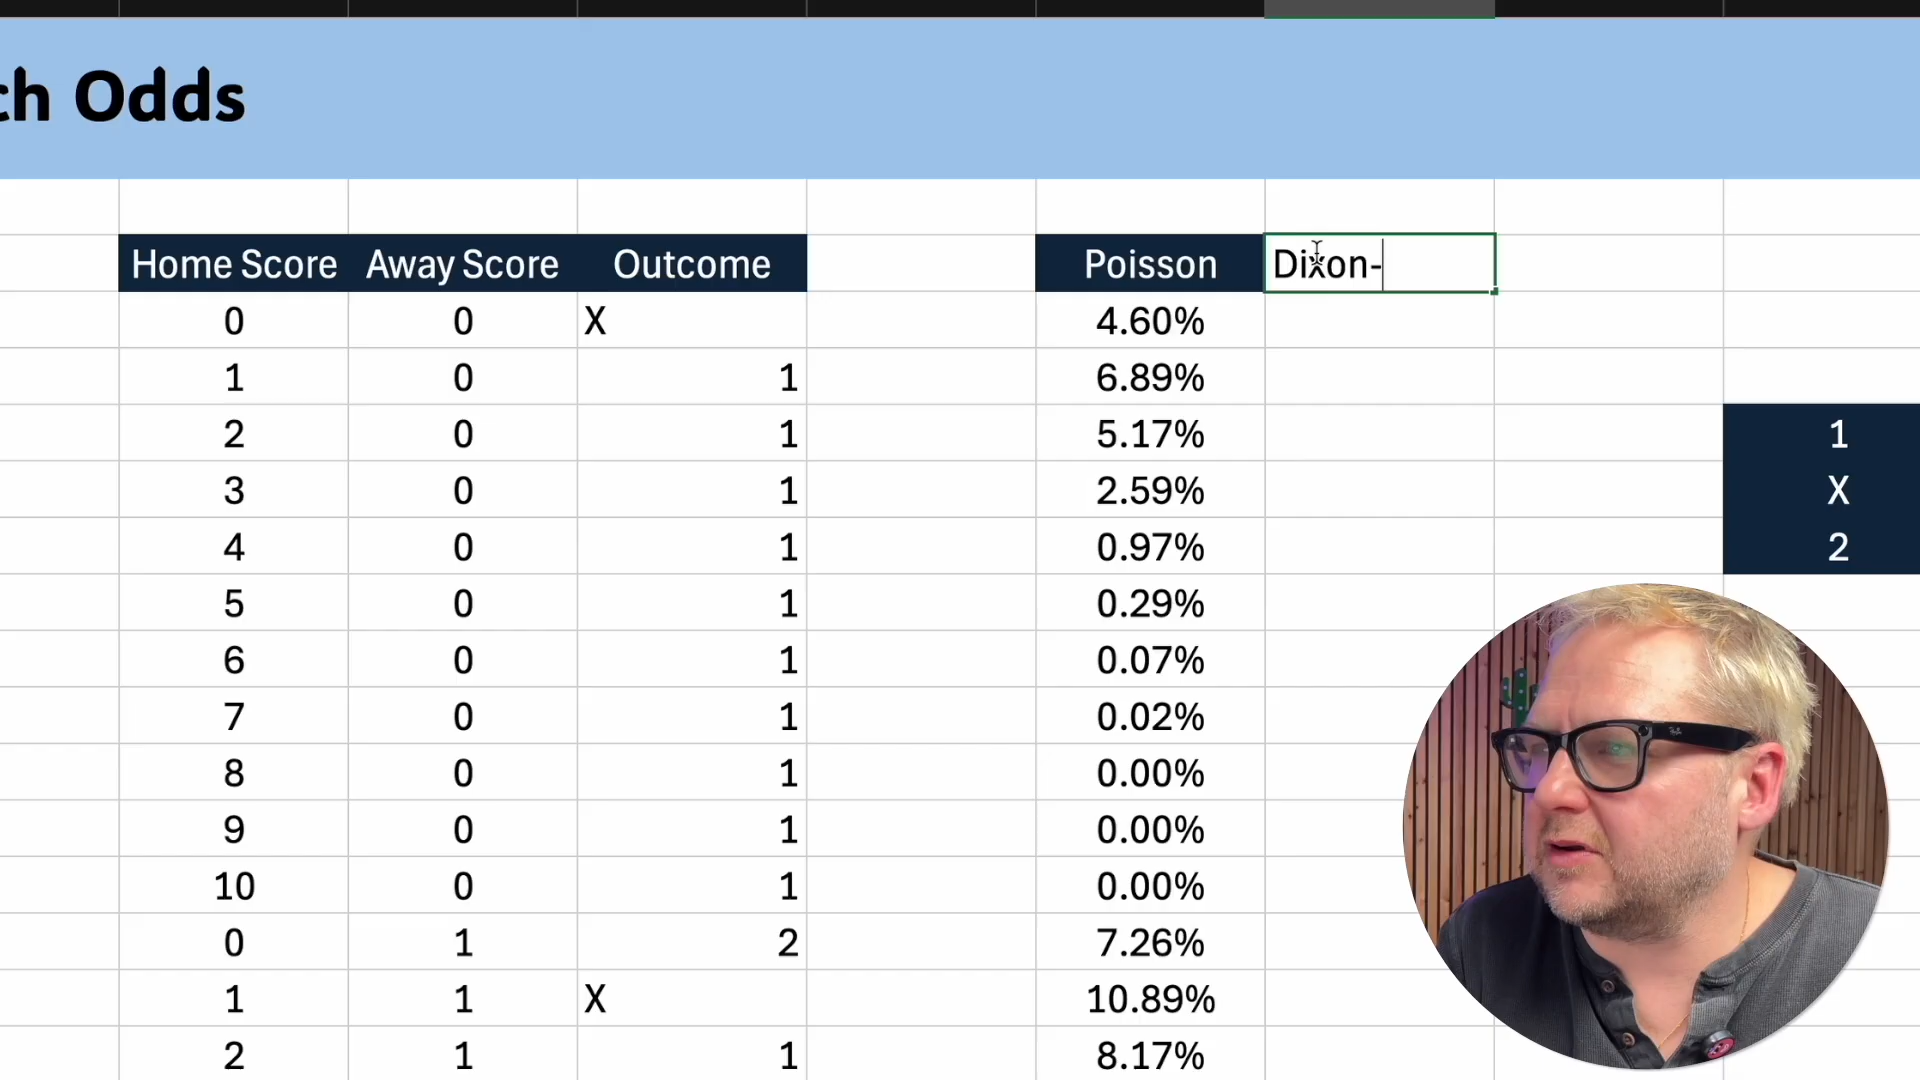 ch Odds
Home Score Away Score Outcome Poisson Dixon-
0 0 X 4.60%
1 0 1 6.89%
2 0 1 5.17% 1
3 0 1 2.59% X
4 0 1 0.97% 2
5 0 1 0.29%
6 0 1 0.07%
7 0 1 0.02%
8 0 1 0.00%
9 0 1 0.00%
10 0 1 0.00%
0 1 2 7.26%
1 1 X 10.89%
2 1 1 8.17%